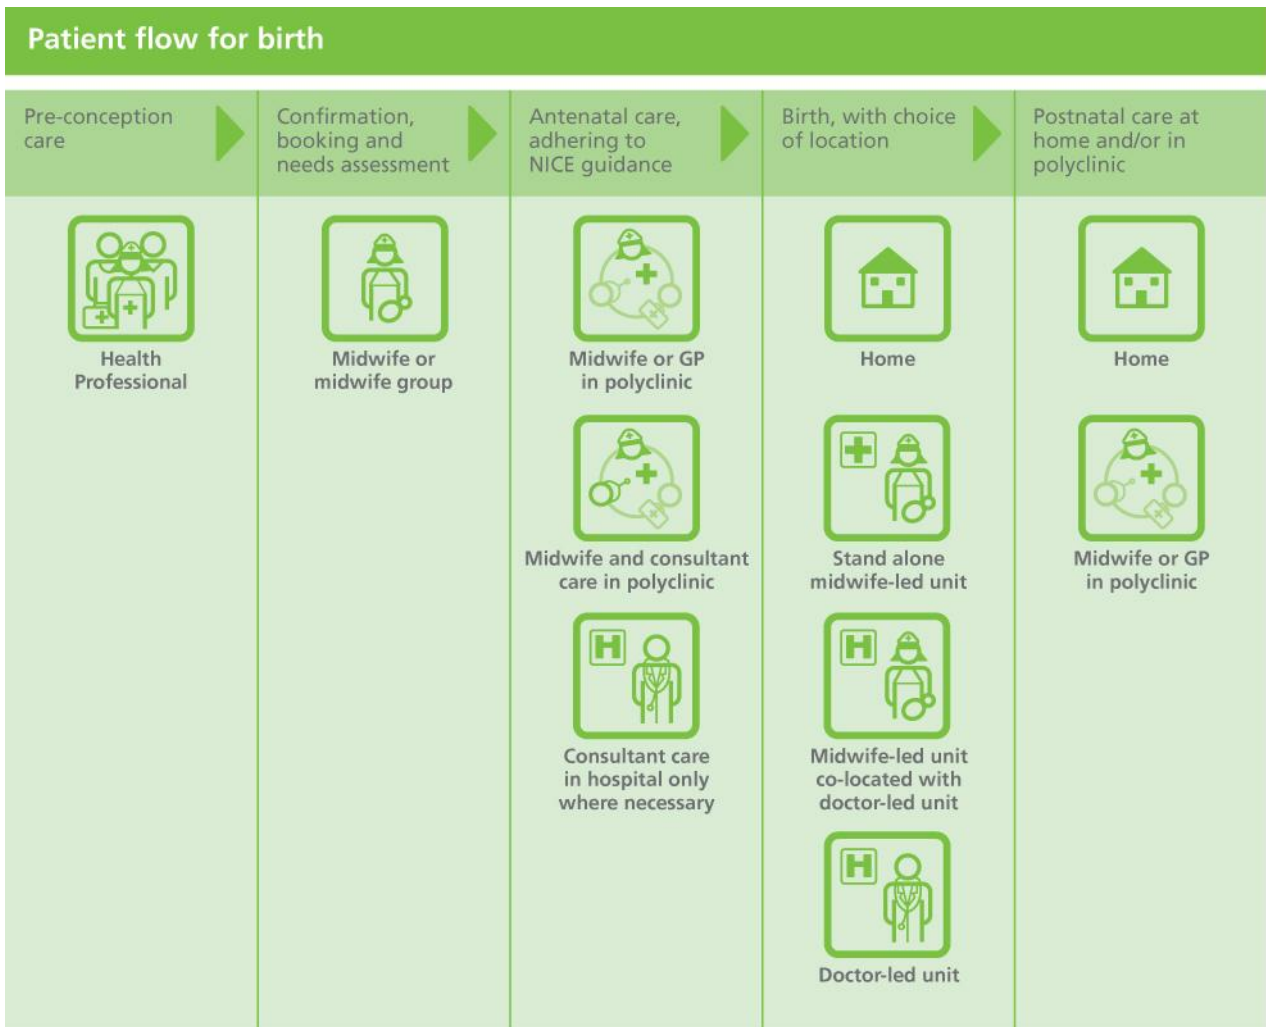 Patient flow for birth
Pre-conception
care
Confirmation,
booking and
needs assessment
Antenatal care,
adhering to
NICE guidance
Birth, with choice
of location
Postnatal care at
home and/or in
polyclinic
Health
Professional
Midwife or
midwife group
Midwife or GP
in polyclinic
Midwife and consultant
care in polyclinic
H
Consultant care
in hospital only
where necessary
Home
Stand alone
midwife-led unit
H
Midwife-led unit
co-located with
doctor-led unit
H
Doctor-led unit
Home
Midwife or GP
in polyclinic